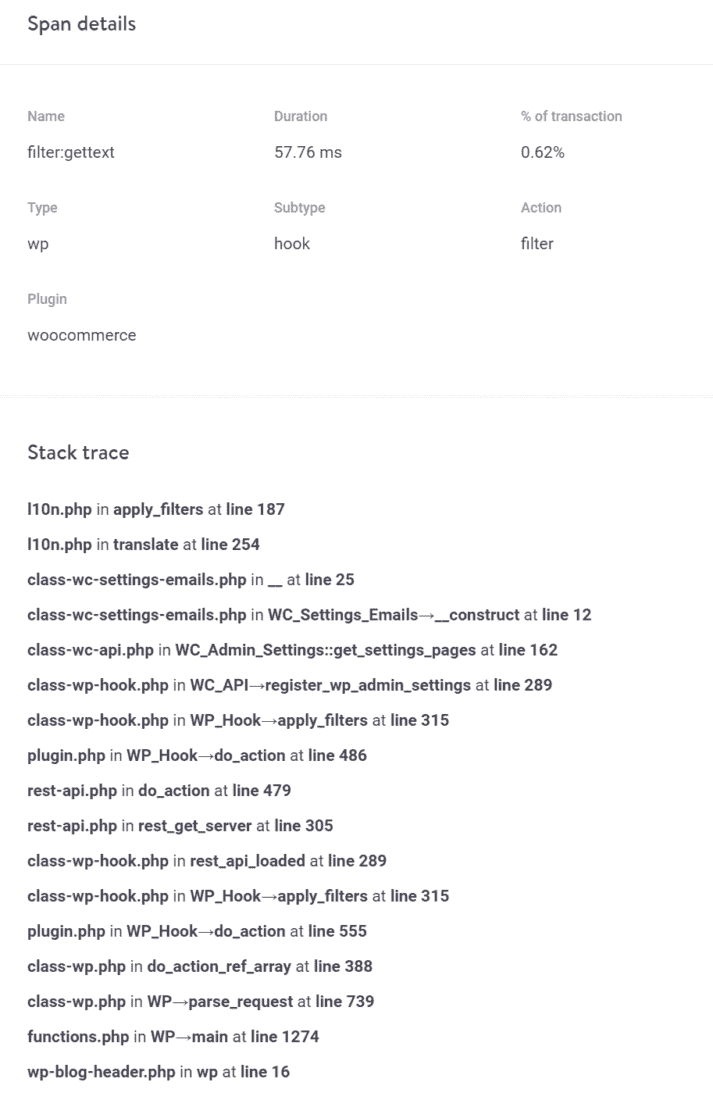 Span details
Name Duration % of transaction
filter:gettext 57.76 ms 0.62%
Type Subtype Action
wp hook filter
Plugin
woocommerce
Stack trace
l10n.php in apply_filters at line 187
l10n.php in translate at line 254
class-wc-settings-emails.php in __ at line 25
class-wc-settings-emails.php in WC_Settings_Emails→__construct at line 12
class-wc-api.php in WC_Admin_Settings::get_settings_pages at line 162
class-wp-hook.php in WC_API→register_wp_admin_settings at line 289
class-wp-hook.php in WP_Hook→apply_filters at line 315
plugin.php in WP_Hook→do_action at line 486
rest-api.php in do_action at line 479
rest-api.php in rest_get_server at line 305
class-wp-hook.php in rest_api_loaded at line 289
class-wp-hook.php in WP_Hook→apply_filters at line 315
plugin.php in WP_Hook→do_action at line 555
class-wp.php in do_action_ref_array at line 388
class-wp.php in WP→parse_request at line 739
functions.php in WP→main at line 1274
wp-blog-header.php in wp at line 16